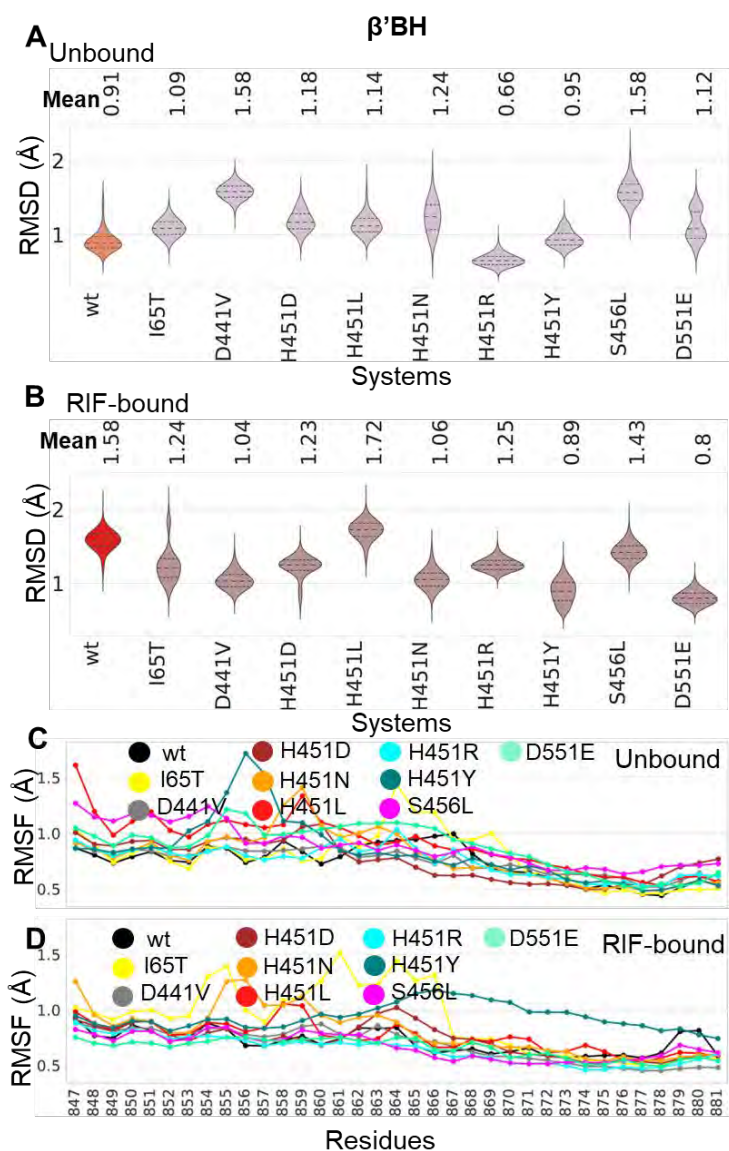 β'BH
A
Unbound
Mean 0.91 1.09 1.58 1.18 1.14 1.24 0.66 0.95 1.58 1.12
RMSD (Å)
2
1
wt I65T D441V H451D H451L H451N H451R H451Y S456L D551E
Systems
B
RIF-bound
Mean 1.58 1.24 1.04 1.23 1.72 1.06 1.25 0.89 1.43 0.8
RMSD (Å)
2
1
wt I65T D441V H451D H451L H451N H451R H451Y S456L D551E
Systems
C
wt H451D H451R D551E Unbound
I65T H451N H451Y
D441V H451L S456L
RMSF (Å)
1.5
1.0
0.5
D
wt H451D H451R D551E RIF-bound
I65T H451N H451Y
D441V H451L S456L
RMSF (Å)
1.5
1.0
0.5
847 848 849 850 851 852 853 854 855 856 857 858 859 860 861 862 863 864 865 866 867 868 869 870 871 872 873 874 875 876 877 878 879 880 881
Residues